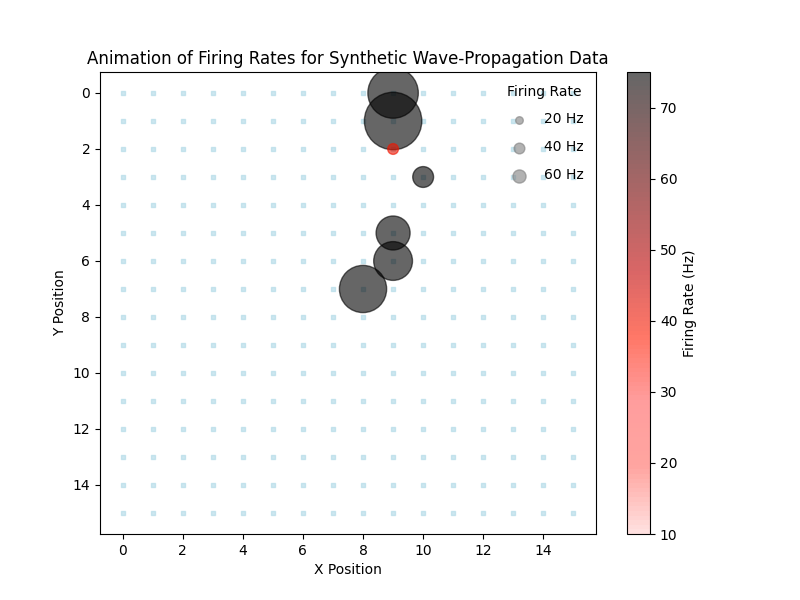 Animation of Firing Rates for Synthetic Wave-Propagation Data
Firing Rate
20 Hz
40 Hz
60 Hz
0
2
4
6
8
10
12
14
Y Position
0
2
4
6
8
10
12
14
X Position
70
60
50
40
30
20
10
Firing Rate (Hz)